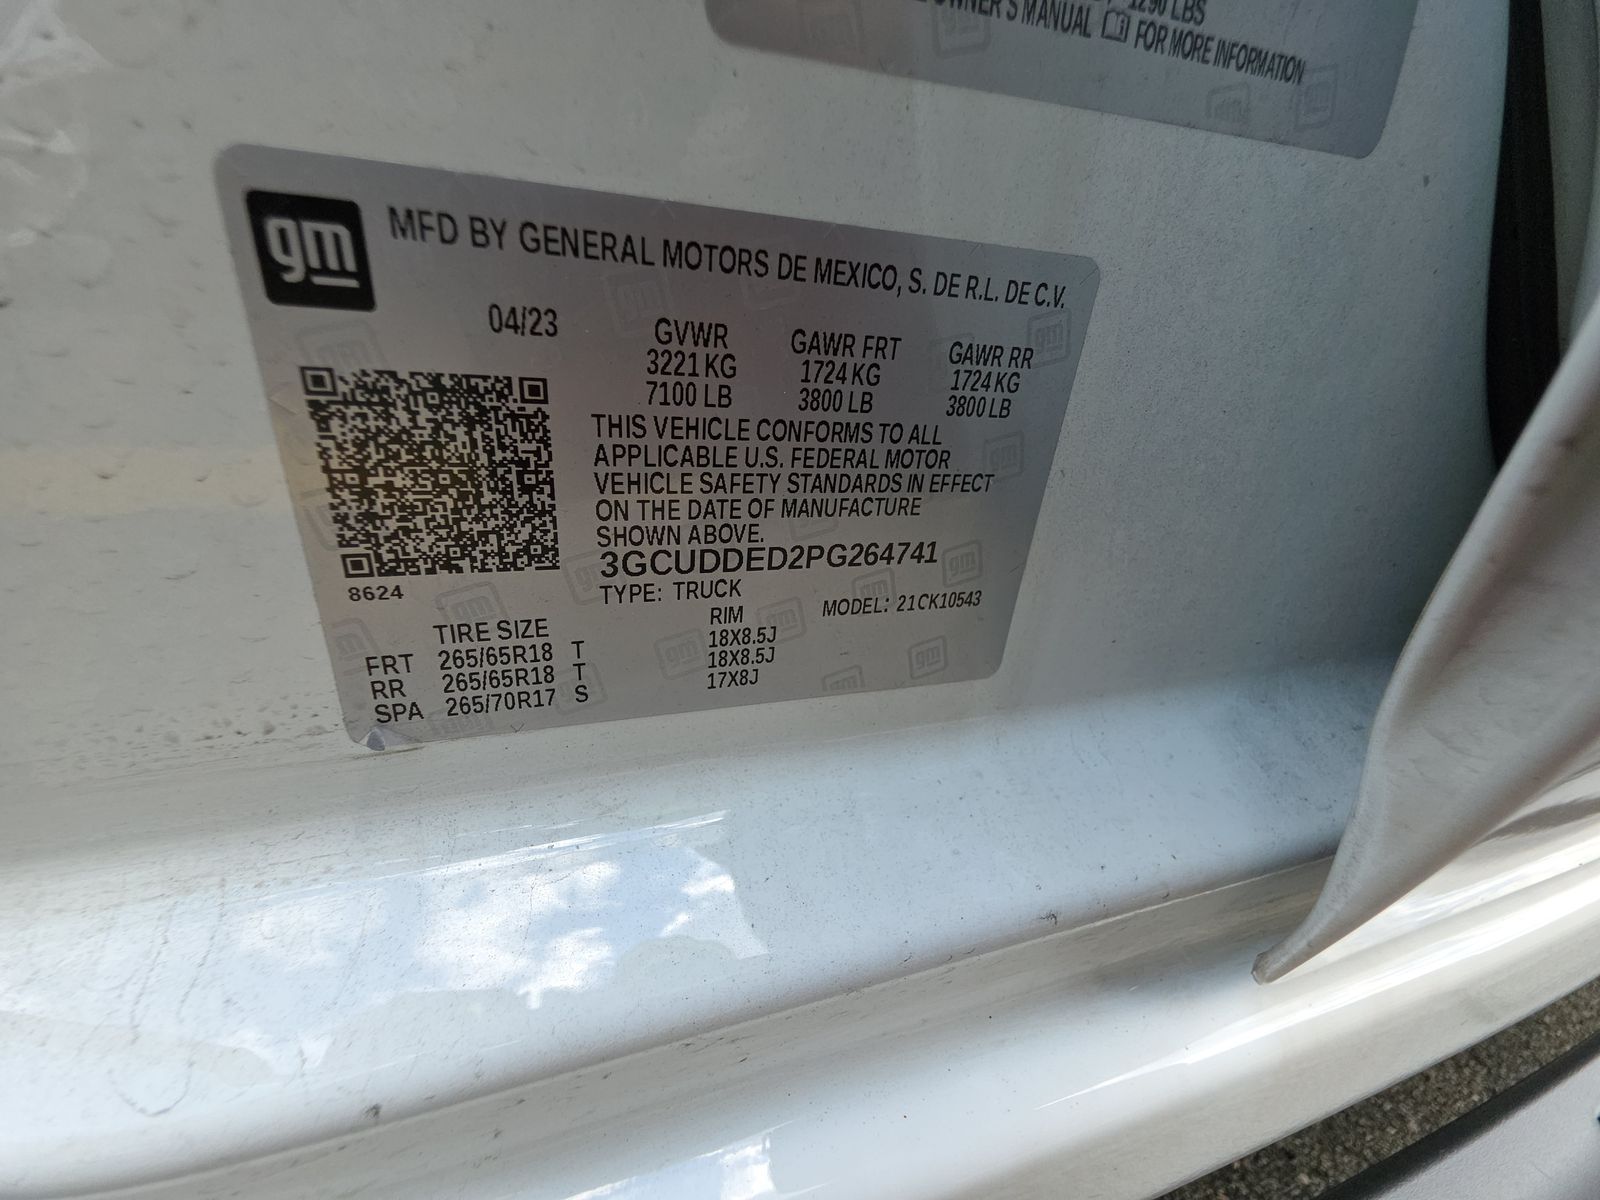 1290 LBS
OWNER'S MANUAL FOR MORE INFORMATION
gm
MFD BY GENERAL MOTORS DE MEXICO, S. DE R.L. DE C.V.
04/23
GVWR GAWR FRT GAWR RR
3221 KG 1724 KG 1724 KG
7100 LB 3800 LB 3800 LB
THIS VEHICLE CONFORMS TO ALL
APPLICABLE U.S. FEDERAL MOTOR
VEHICLE SAFETY STANDARDS IN EFFECT
ON THE DATE OF MANUFACTURE
SHOWN ABOVE.
3GCUDDED2PG264741
8624
TYPE: TRUCK MODEL: 21CK10543
TIRE SIZE RIM
FRT 265/65R18 T 18X8.5J
RR 265/65R18 T 18X8.5J
SPA 265/70R17 S 17X8J